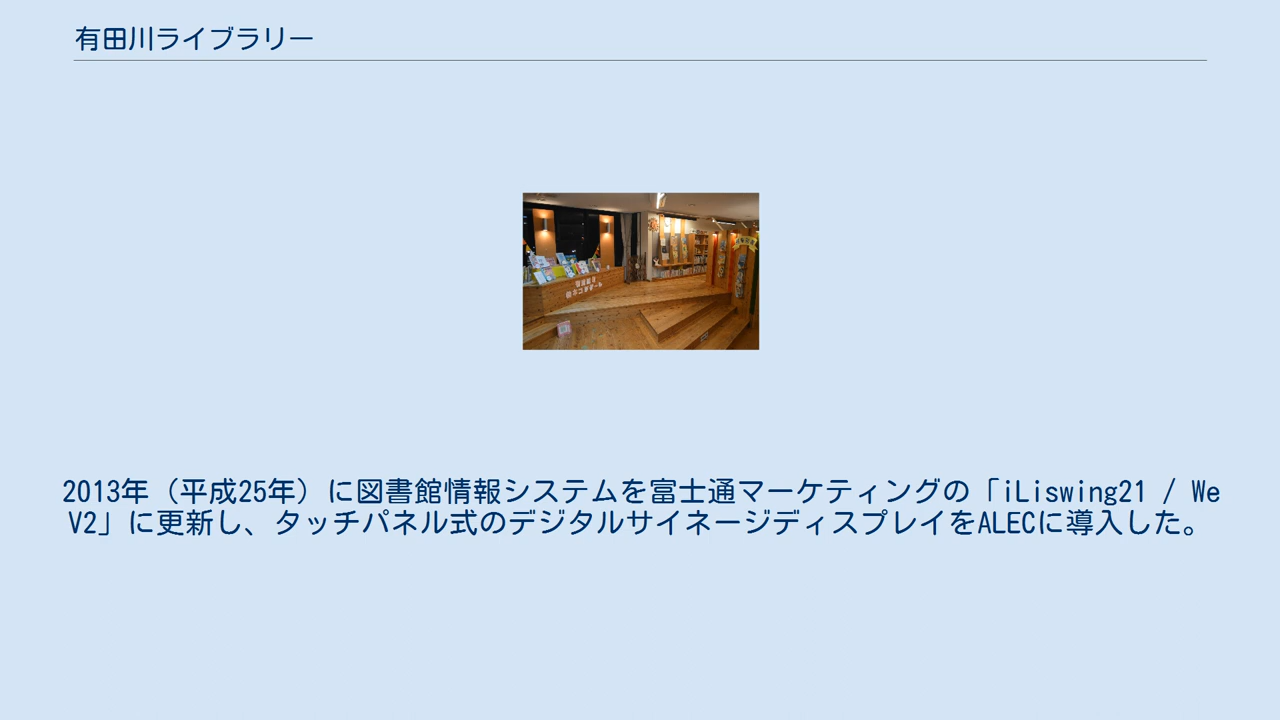 有田川ライブラリー
2013年（平成25年）に図書館情報システムを富士通マーケティングの「iLiswing21 / We
V2」に更新し、タッチパネル式のデジタルサイネージディスプレイをALECに導入した。